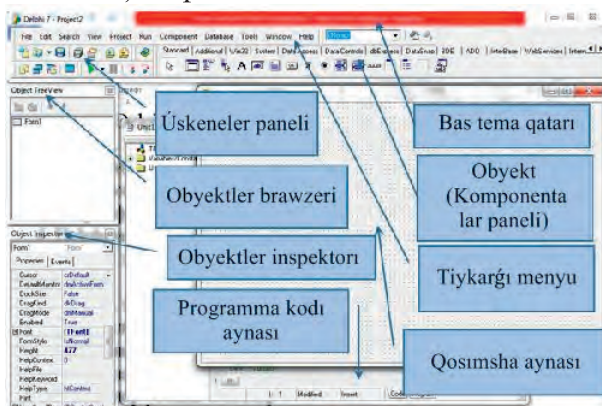 Delphi 7 - Project2
File Edit Search View Project Run Component Database Tools Window Help
Standard Additional Win32 System Data Access Data Controls dbExpress DataSnap BDE ADO InterBase WebServices
Object TreeView
Form1
Úskeneler paneli
Bas tema qatarı
Obyektler brawzeri
Obyekt
(Komponenta
lar paneli)
Object Inspector
Form1
Obyektler inspektorı
Properties Events
Tiykarǵı menyu
Cursor crDefault
DefaultMonitor dmActiveForm
DockSite False
DragKind dkDrag
DragMode dmManual
Enabled True
Font (TFont)
FormStyle fsNormal
Height
HelpContext 0
HelpFile
HelpKeyword
HelpType htContext
Hint
Programma kodı
aynası
Qosımsha aynası
1: 1 Modified Insert